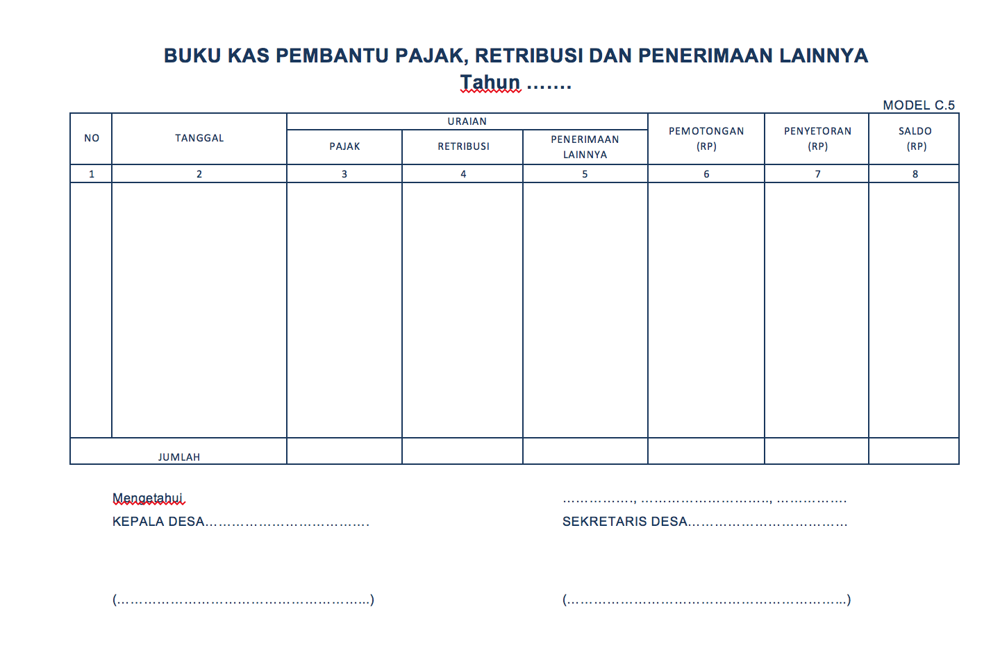 BUKU KAS PEMBANTU PAJAK, RETRIBUSI DAN PENERIMAAN LAINNYA
Tahun .......
MODEL C.5
NO TANGGAL URAIAN PEMOTONGAN (RP) PENYETORAN (RP) SALDO (RP)
PAJAK RETRIBUSI PENERIMAAN LAINNYA
1 2 3 4 5 6 7 8
JUMLAH
Mengetahui ……………., ……………………….., …………….
KEPALA DESA………………………………. SEKRETARIS DESA………………………………
(………………………………………………...) (……………………………………………………...)